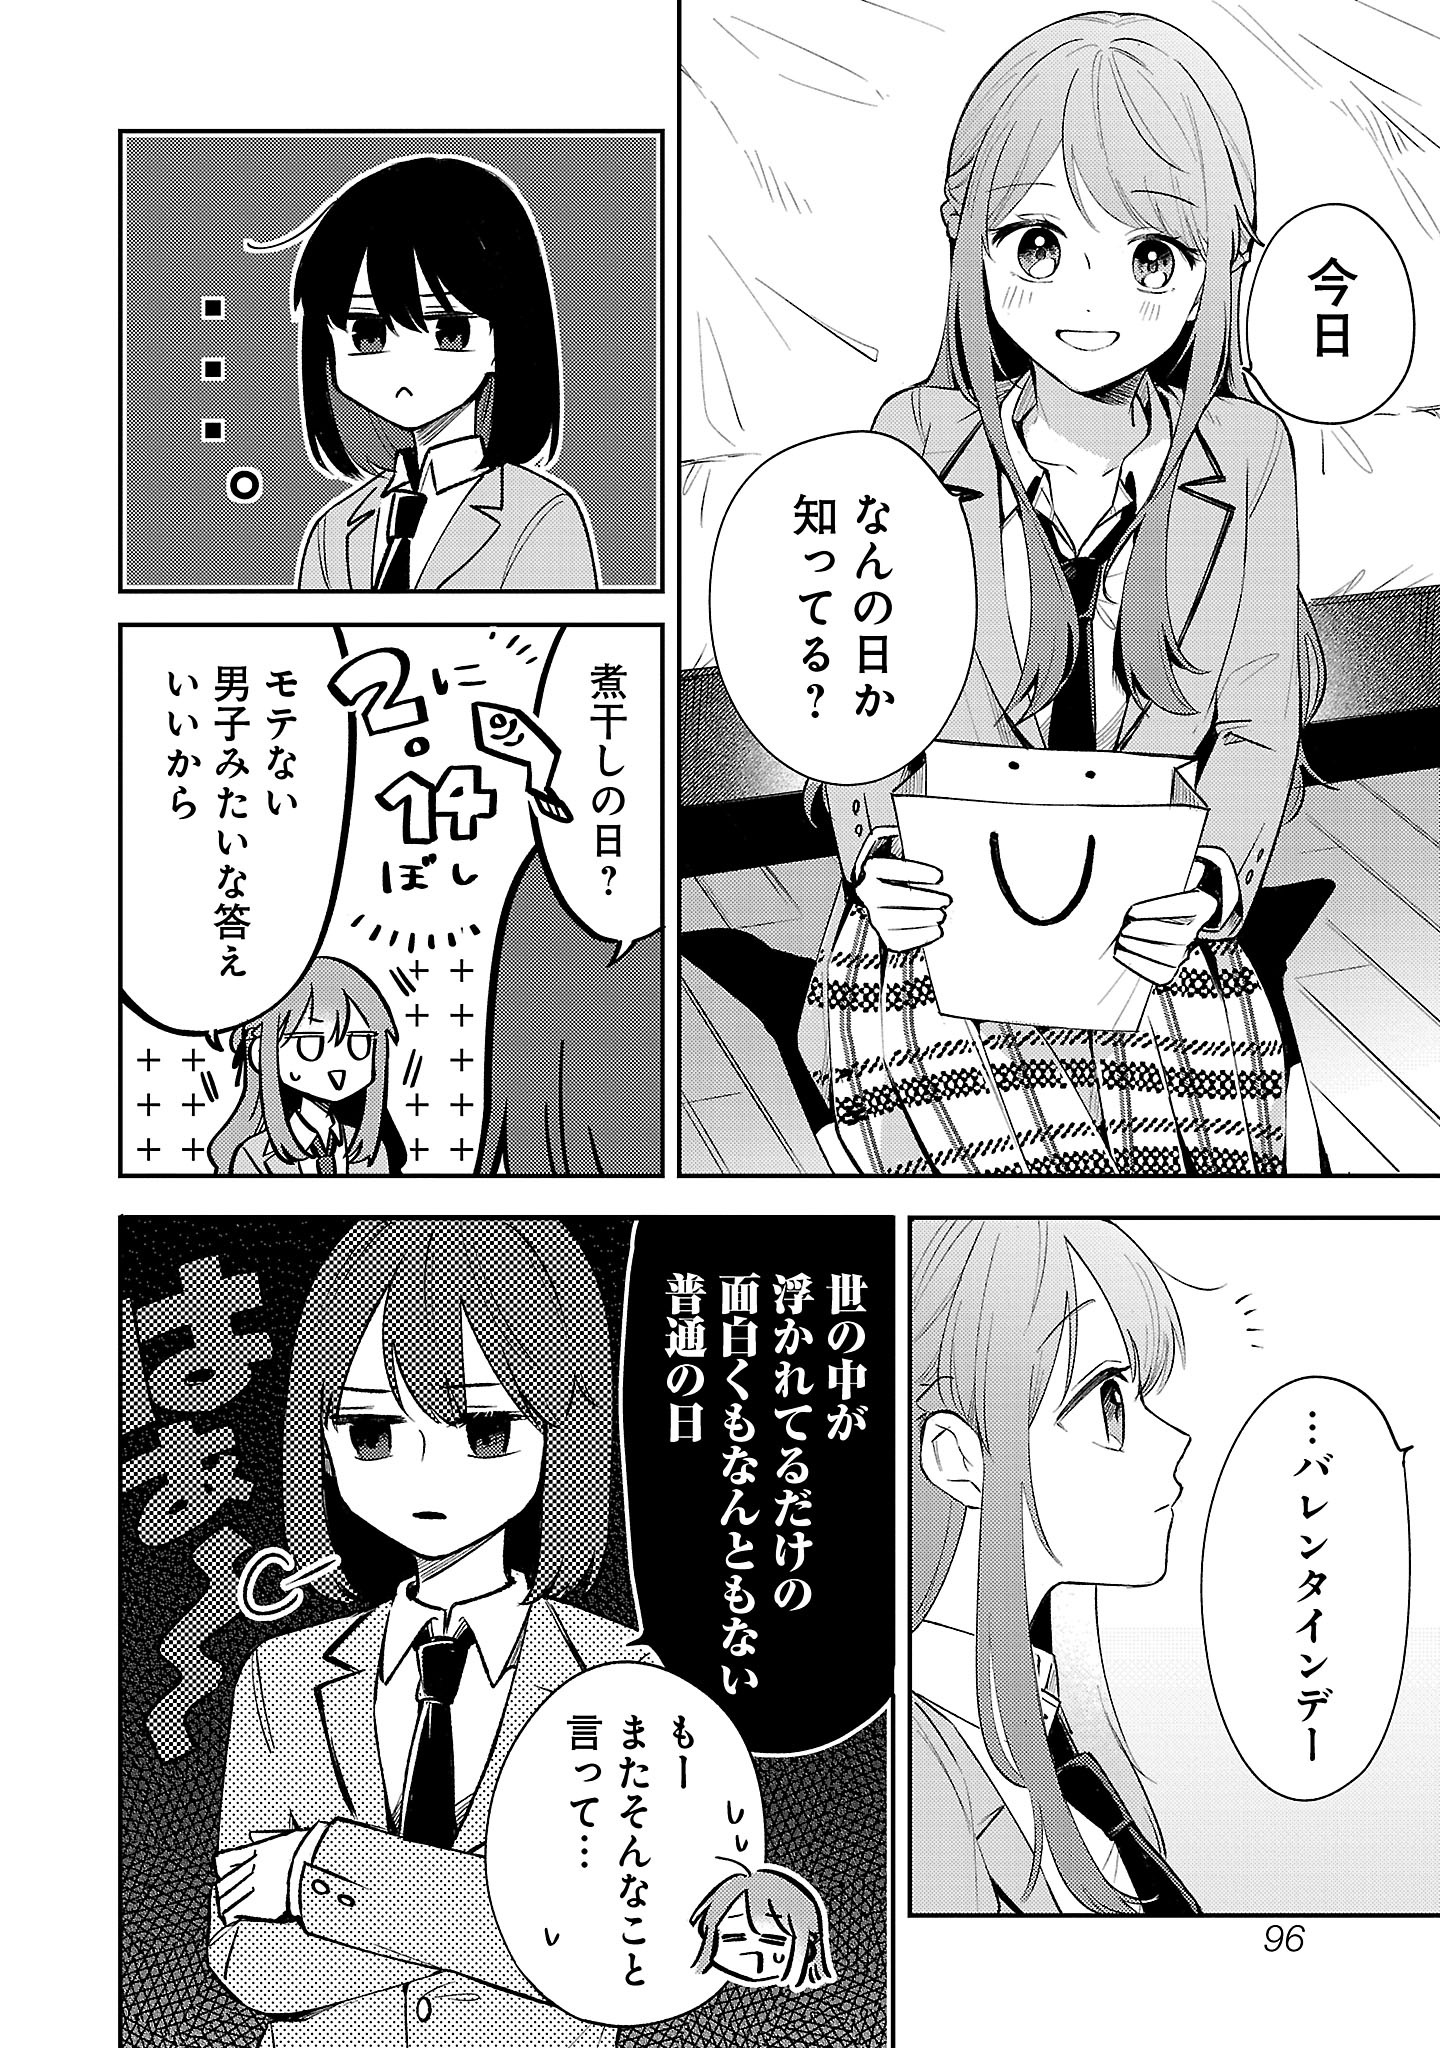 今日
なんの日か
知ってる?
・・・。
煮干しの日?
2に
14
ぼし
モテない
男子みたいな答え
いいから
…バレンタインデー
世の中が
浮かれてるだけの
面白くもなんともない
普通の日
はぁ〜
もー
またそんなこと
言って…
96